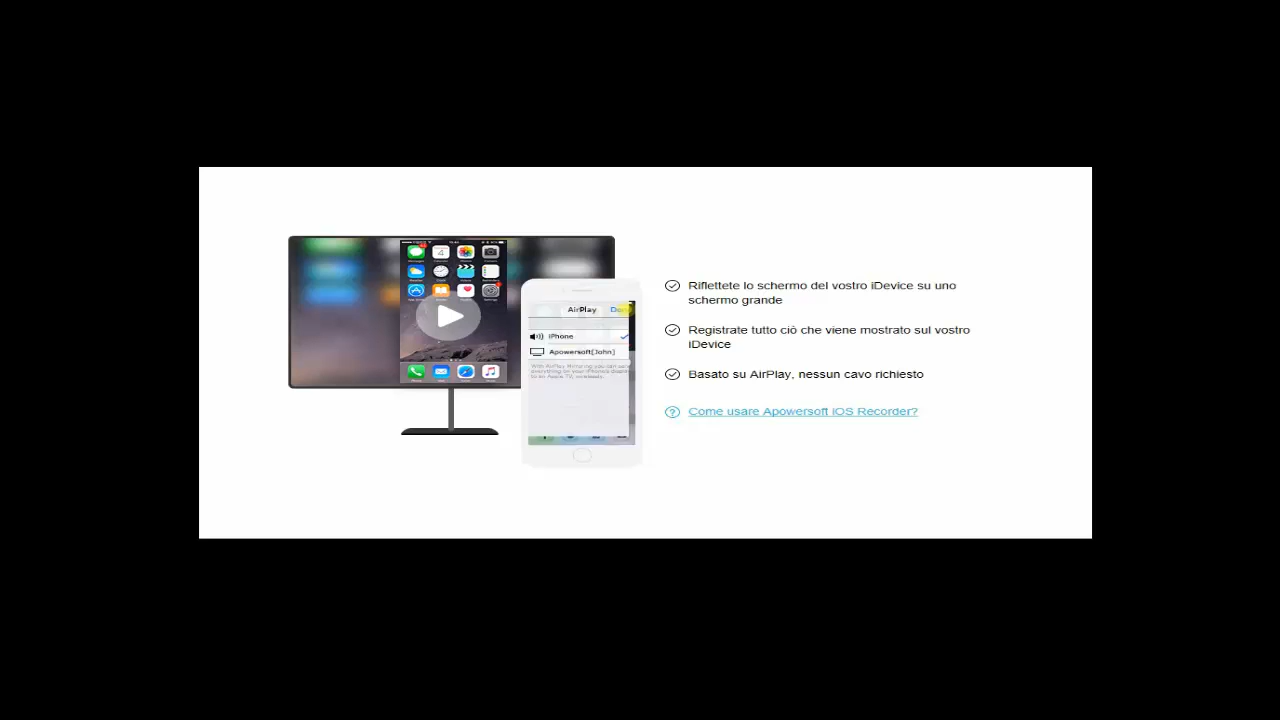 AirPlay
iPhone
Apowersoft[John]
Riflettete lo schermo del vostro iDevice su uno
schermo grande
Registrate tutto ciò che viene mostrato sul vostro
iDevice
Basato su AirPlay, nessun cavo richiesto
Come usare Apowersoft iOS Recorder?